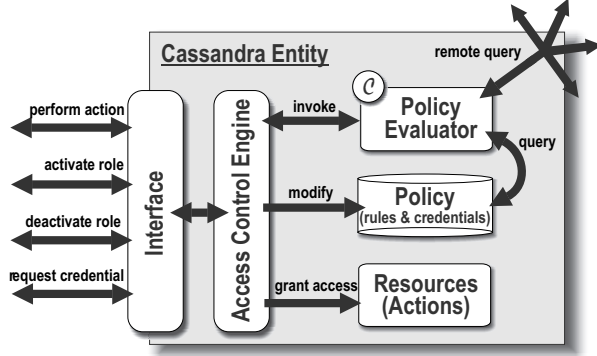 Cassandra Entity
remote query
perform action
activate role
deactivate role
request credential
Interface
Access Control Engine
invoke
C
Policy
Evaluator
query
modify
Policy
(rules & credentials)
grant access
Resources
(Actions)